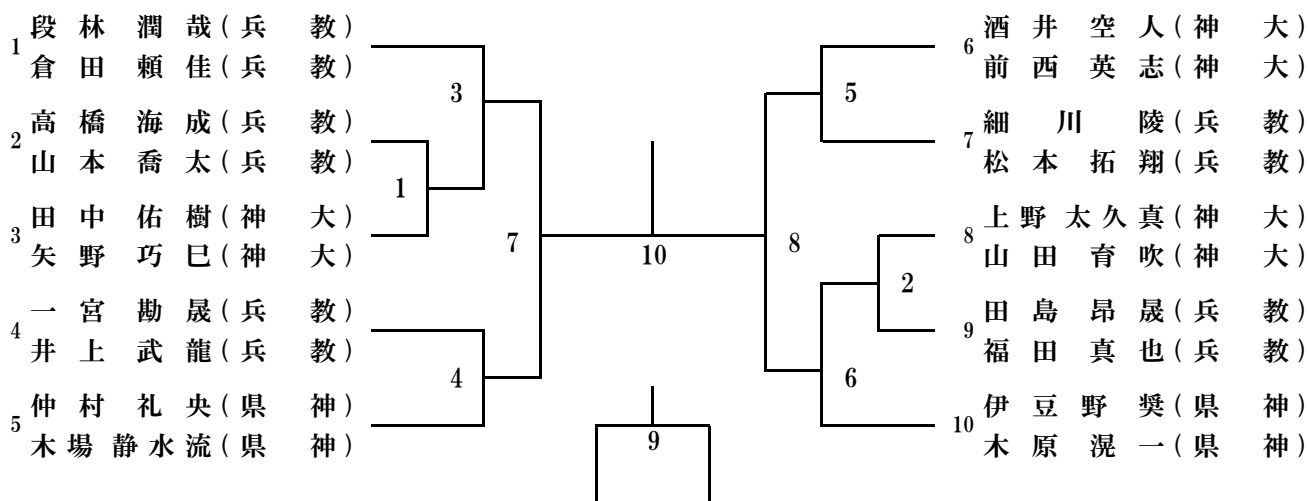 1
段林潤哉(兵教)
倉田頼佳(兵教)
2
高橋海成(兵教)
山本喬太(兵教)
3
田中佑樹(神大)
矢野巧巳(神大)
4
一宮勘晟(兵教)
井上武龍(兵教)
5
仲村礼央(県神)
木場静水流(県神)
3
1
7
4
10
9
5
8
2
6
6
酒井空人(神大)
前西英志(神大)
7
細川陵(兵教)
松本拓翔(兵教)
8
上野太久真(神大)
山田育吹(神大)
9
田島昂晟(兵教)
福田真也(兵教)
10
伊豆野奨(県神)
木原滉一(県神)